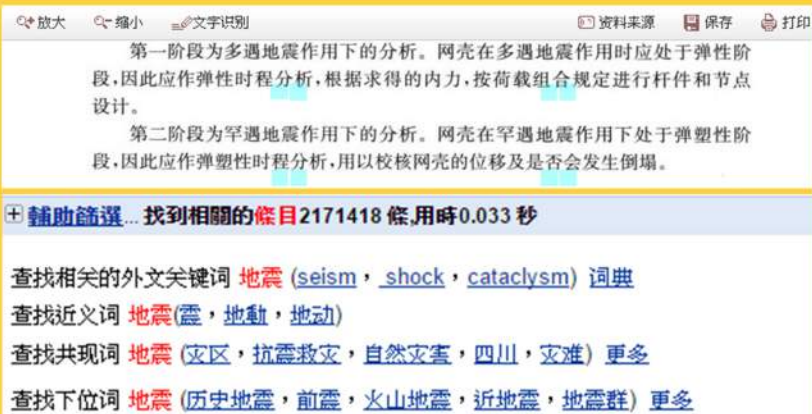 放大 缩小 文字识别 资料来源 保存 打印
第一阶段为多遇地震作用下的分析。网壳在多遇地震作用时应处于弹性阶
段,因此应作弹性时程分析,根据求得的内力,按荷载组合规定进行杆件和节点
设计。
第二阶段为罕遇地震作用下的分析。网壳在罕遇地震作用下处于弹塑性阶
段,因此应作弹塑性时程分析,用以校核网壳的位移及是否会发生倒塌。
輔助篩選... 找到相關的條目2171418 條,用時0.033 秒
查找相关的外文关键词 地震 (seism, shock, cataclysm) 词典
查找近义词 地震(震,地動,地动)
查找共现词 地震 (灾区,抗震救灾,自然灾害,四川,灾难) 更多
查找下位词 地震 (历史地震,前震,火山地震,近地震,地震群) 更多